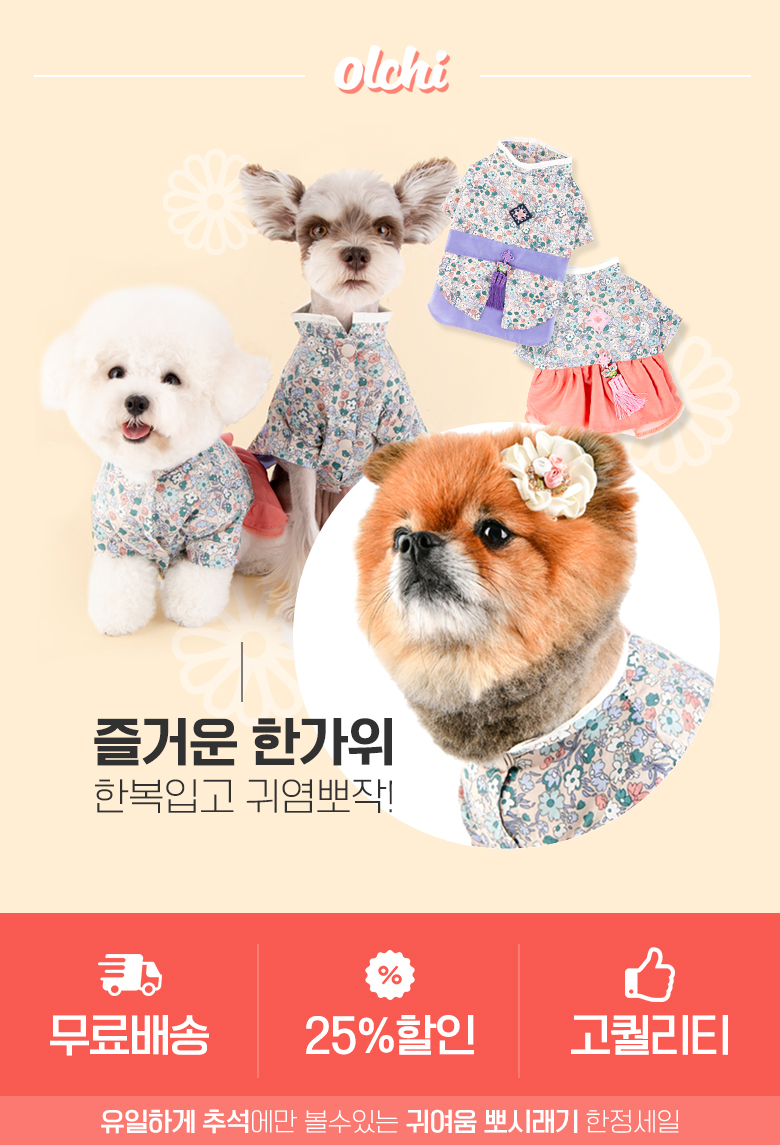 olchi
즐거운 한가위
한복입고 귀염뽀작!
%
무료배송
25%할인
고퀄리티
유일하게 추석에만 볼수있는 귀여움 뽀시래기 한정세일